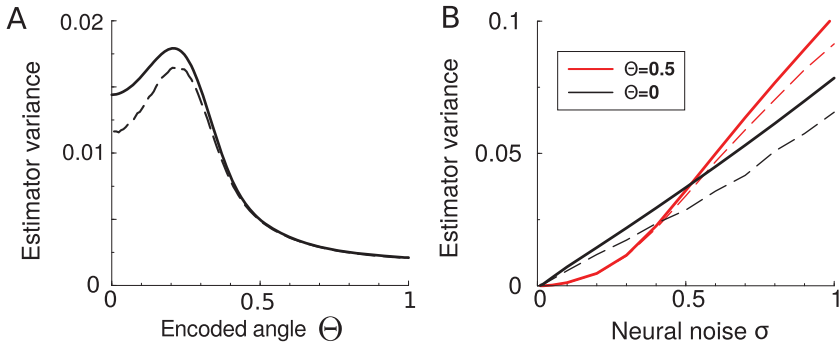 A
0.02
0.01
0
Estimator variance
0
0.5
1
Encoded angle Θ
B
0.1
0.05
0
Estimator variance
Θ=0.5
Θ=0
0
0.5
1
Neural noise σ